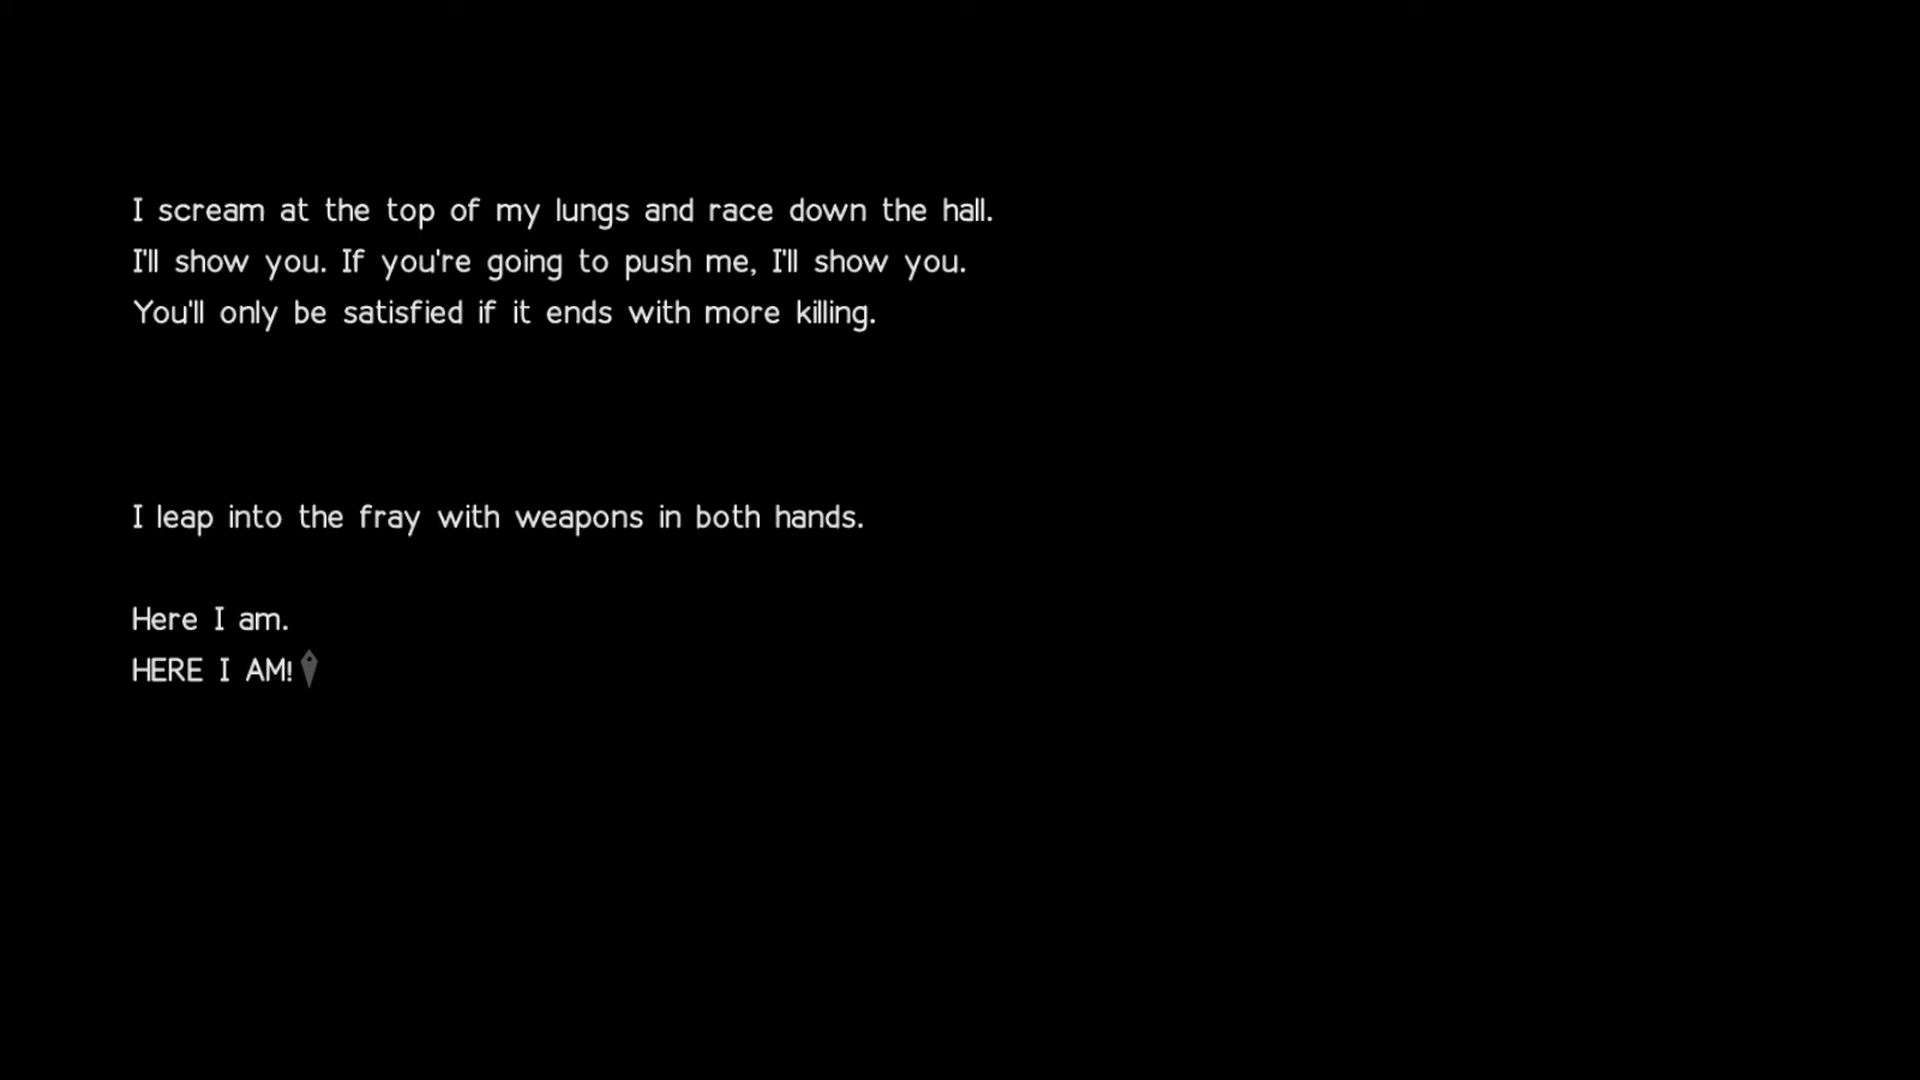 I scream at the top of my lungs and race down the hall.
I'll show you. If you're going to push me, I'll show you.
You'll only be satisfied if it ends with more killing.
I leap into the fray with weapons in both hands.
Here I am.
HERE I AM!